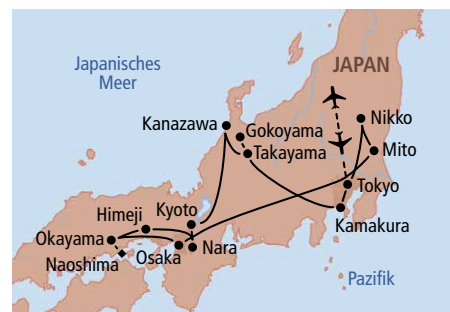 Japanisches
Meer
JAPAN
Nikko
Kanazawa
Gokoyama
Takayama
Mito
Tokyo
Kamakura
Himeji
Kyoto
Okayama
Naoshima
Osaka
Nara
Pazifik